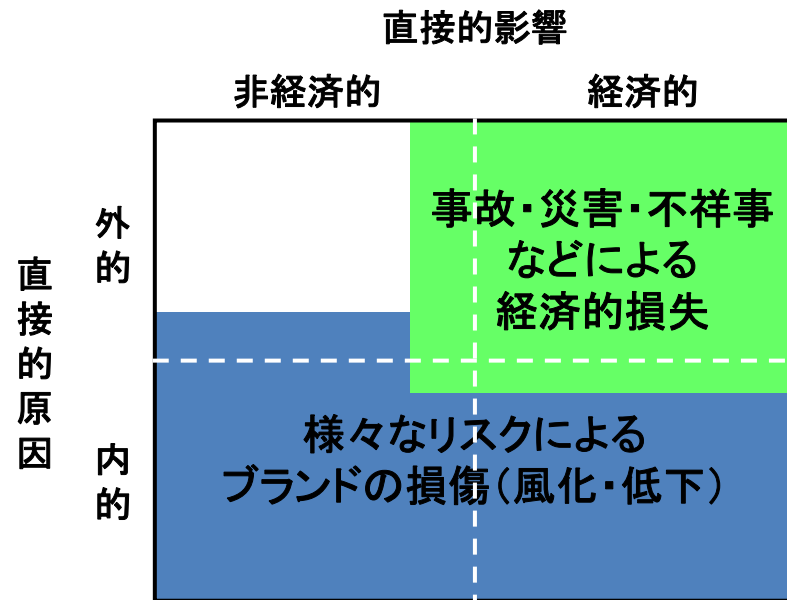 直接的影響
非経済的
経済的
直接的原因
外的
内的
事故・災害・不祥事
などによる
経済的損失
様々なリスクによる
ブランドの損傷（風化・低下）